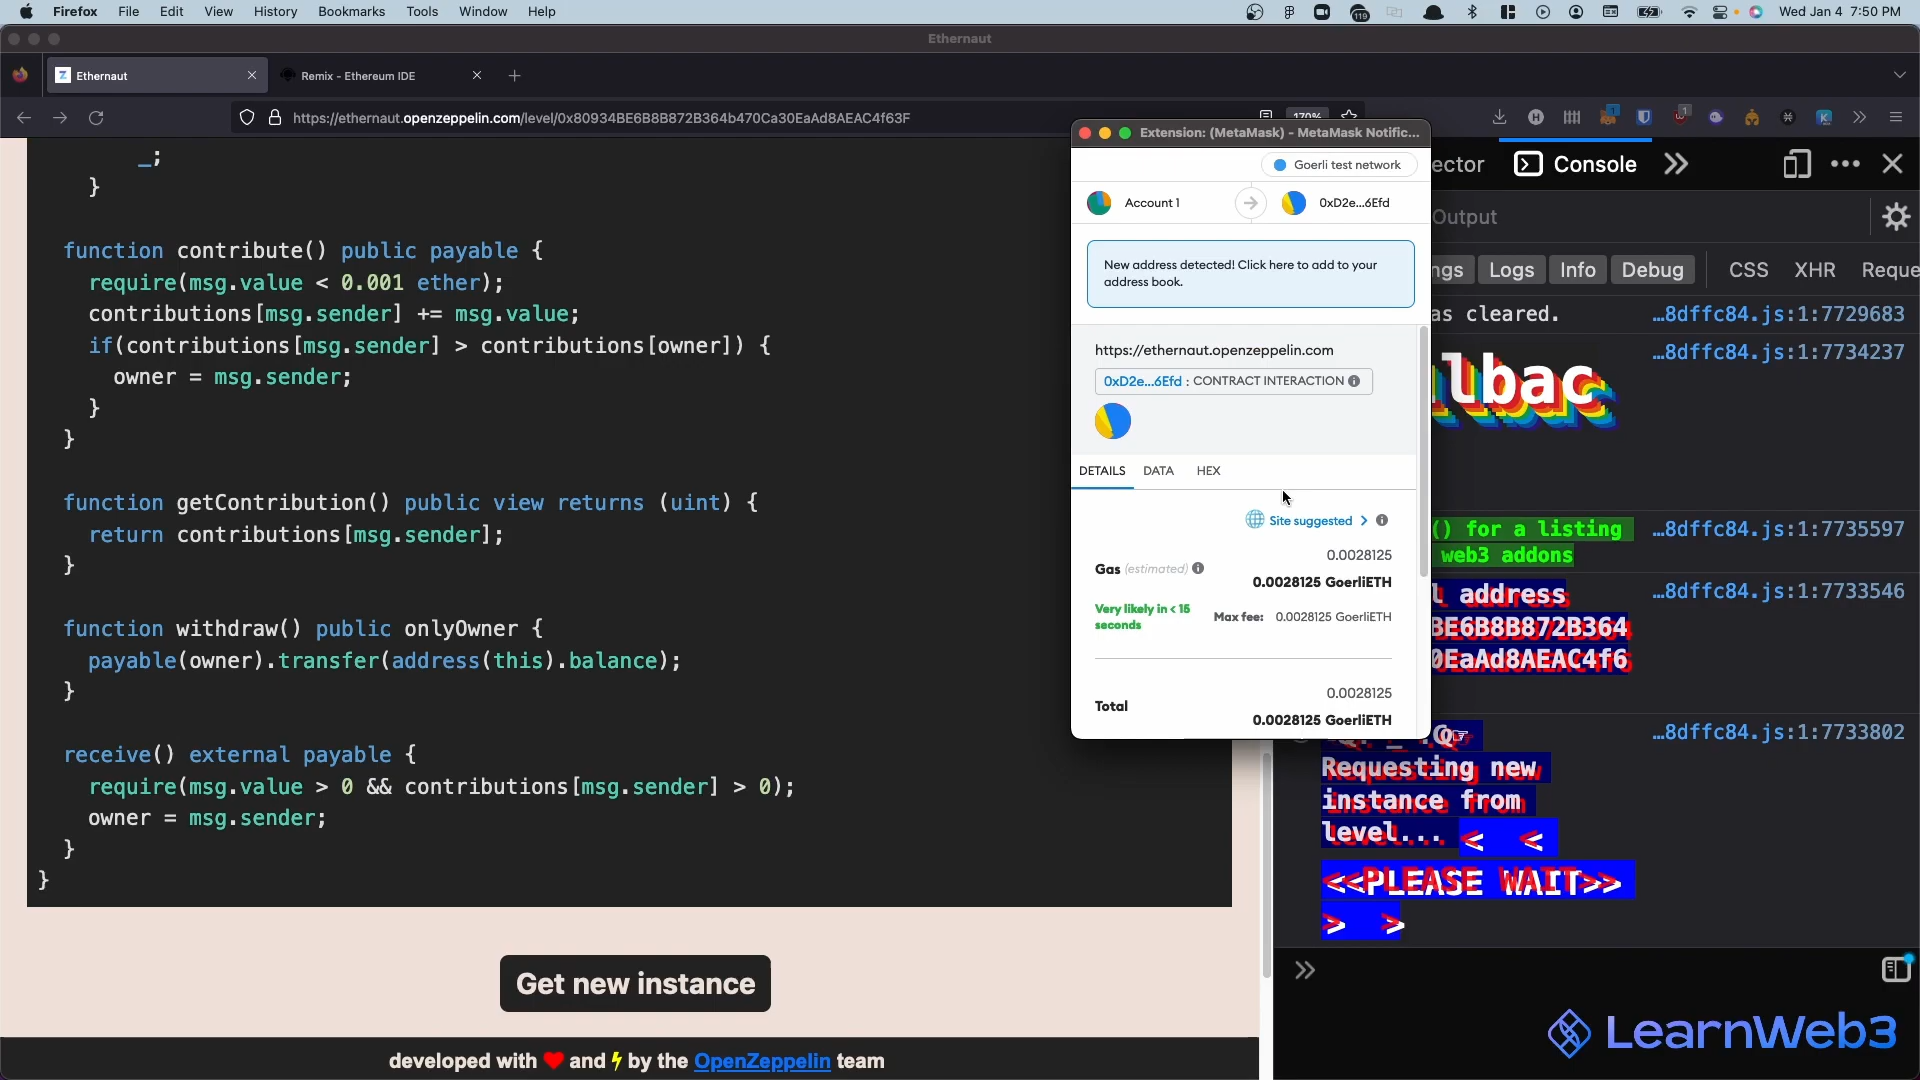 Firefox File Edit View History Bookmarks Tools Window Help
119
Wed Jan 4 7:50 PM
Ethernaut
Ethernaut
Remix - Ethereum IDE
https://ethernaut.openzeppelin.com/level/0x80934BE6B8B872B364b470Ca30EaAd8AEAC4f63F
170%
_;
}
function contribute() public payable {
require(msg.value < 0.001 ether);
contributions[msg.sender] += msg.value;
if(contributions[msg.sender] > contributions[owner]) {
owner = msg.sender;
}
}
function getContribution() public view returns (uint) {
return contributions[msg.sender];
}
function withdraw() public onlyOwner {
payable(owner).transfer(address(this).balance);
}
receive() external payable {
require(msg.value > 0 && contributions[msg.sender] > 0);
owner = msg.sender;
}
}
Get new instance
developed with ❤ and ⚡ by the OpenZeppelin team
Extension: (MetaMask) - MetaMask Notific...
Goerli test network
Account 1
0xD2e...6Efd
New address detected! Click here to add to your
address book.
https://ethernaut.openzeppelin.com
0xD2e...6Efd : CONTRACT INTERACTION
DETAILS DATA HEX
Site suggested >
0.0028125
Gas (estimated)
0.0028125 GoerliETH
Very likely in < 15
seconds
Max fee: 0.0028125 GoerliETH
0.0028125
Total
0.0028125 GoerliETH
ector
Console
Output
ngs
Logs
Info
Debug
CSS
XHR
Reque
as cleared.
…8dffc84.js:1:7729683
lbac
…8dffc84.js:1:7734237
() for a listing
web3 addons
…8dffc84.js:1:7735597
l address
BE6B8B872B364
0EaAd8AEAC4f6
…8dffc84.js:1:7733546
…8dffc84.js:1:7733802
Requesting new
instance from
level... < <
<<PLEASE WAIT>>
> >
LearnWeb3